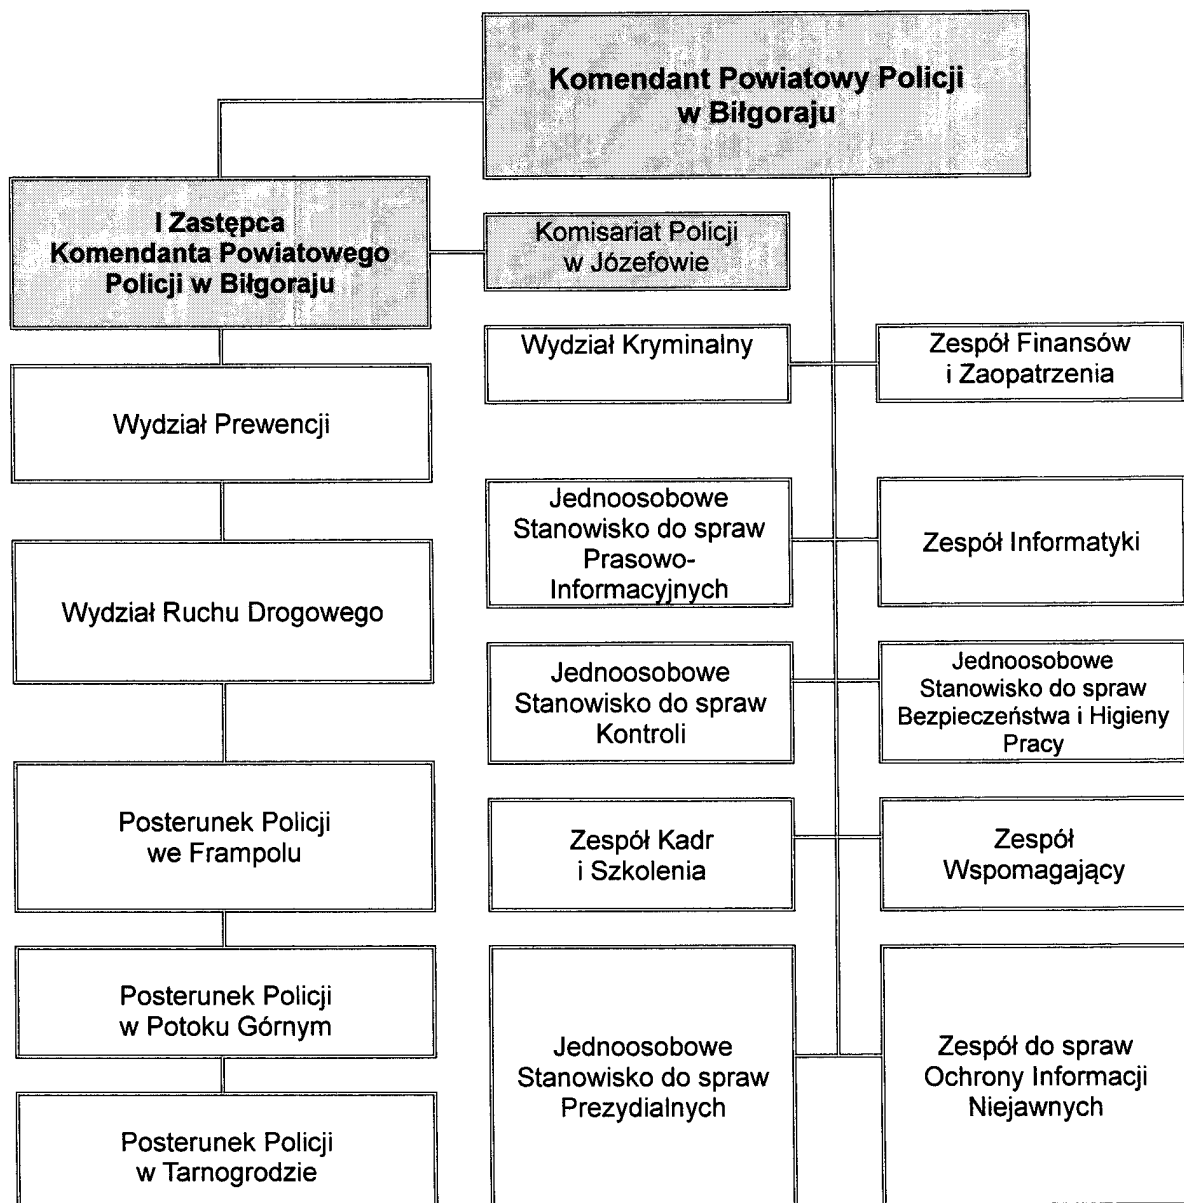 Komendant Powiatowy Policji
w Biłgoraju
I Zastępca
Komendanta Powiatowego
Policji w Biłgoraju
Komisariat Policji
w Józefowie
Wydział Kryminalny
Zespół Finansów
i Zaopatrzenia
Wydział Prewencji
Jednoosobowe
Stanowisko do spraw
Prasowo-
Informacyjnych
Zespół Informatyki
Wydział Ruchu Drogowego
Jednoosobowe
Stanowisko do spraw
Kontroli
Jednoosobowe
Stanowisko do spraw
Bezpieczeństwa i Higieny
Pracy
Posterunek Policji
we Frampolu
Zespół Kadr
i Szkolenia
Zespół
Wspomagający
Posterunek Policji
w Potoku Górnym
Jednoosobowe
Stanowisko do spraw
Prezydialnych
Zespół do spraw
Ochrony Informacji
Niejawnych
Posterunek Policji
w Tarnogrodzie